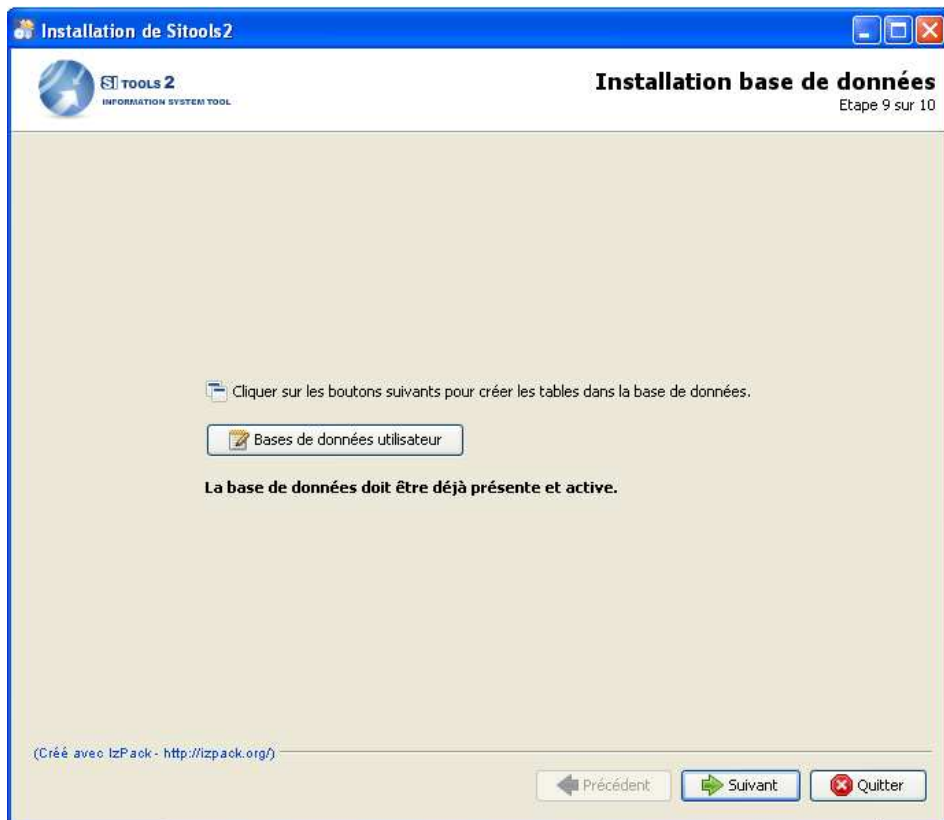 Installation de Sitools2
SI TOOLS 2
INFORMATION SYSTEM TOOL
Installation base de données
Etape 9 sur 10
Cliquer sur les boutons suivants pour créer les tables dans la base de données.
Bases de données utilisateur
La base de données doit être déjà présente et active.
(Créé avec IzPack - http://izpack.org/)
Précédent
Suivant
Quitter